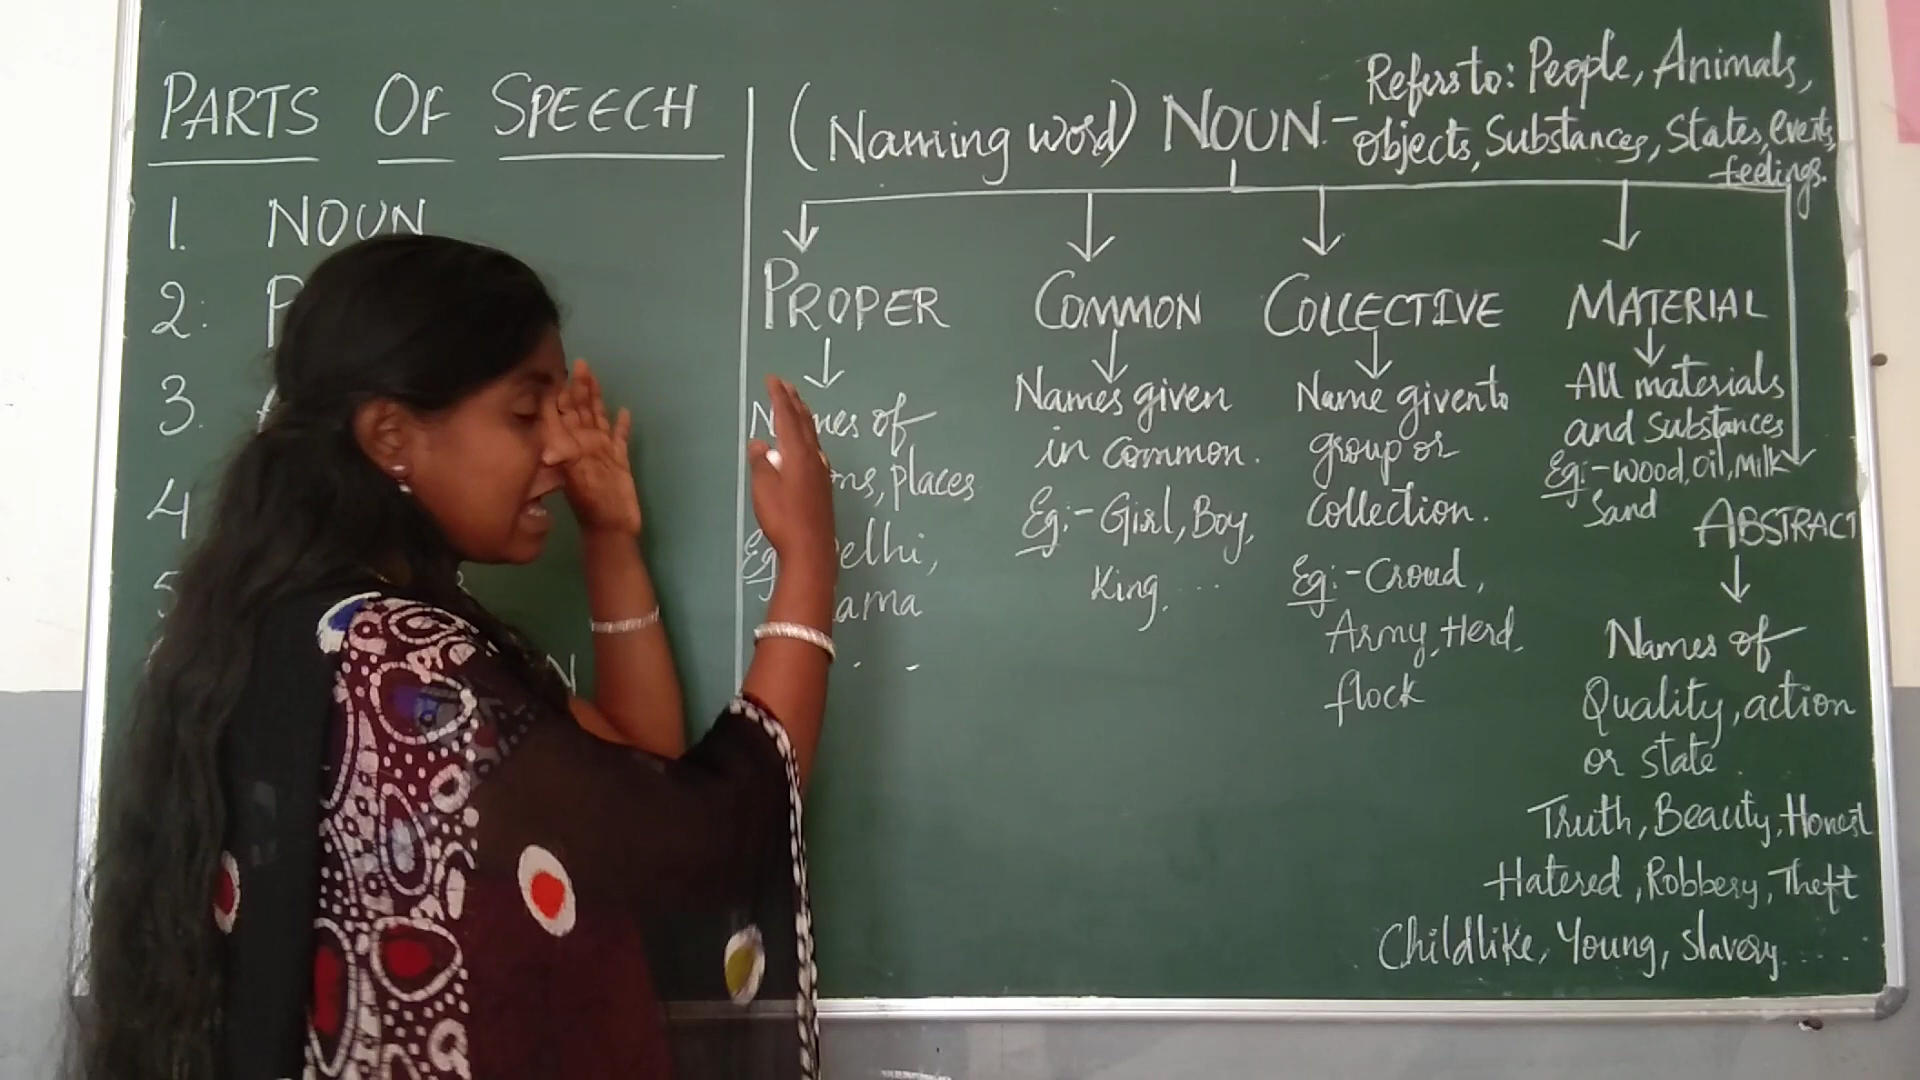 PARTS OF SPEECH
1. NOUN
2.
3.
4
5
(Naming word) NOUN - Refers to: People, Animals,
objects, Substances, States, events,
feelings.
PROPER
Names of
places
Eg
elhi,
ama
COMMON
Names given
in common.
Eg:- Girl, Boy,
King, ...
COLLECTIVE
Name given to
group or
collection.
Eg:- Croud,
Army, Herd,
flock
MATERIAL
All materials
and substances
Eg:- wood, oil, Milk
Sand
ABSTRACT
Names of
Quality, action
or state
Truth, Beauty, Honest
Hatered, Robbery, Theft
Childlike, Young, Slavery....